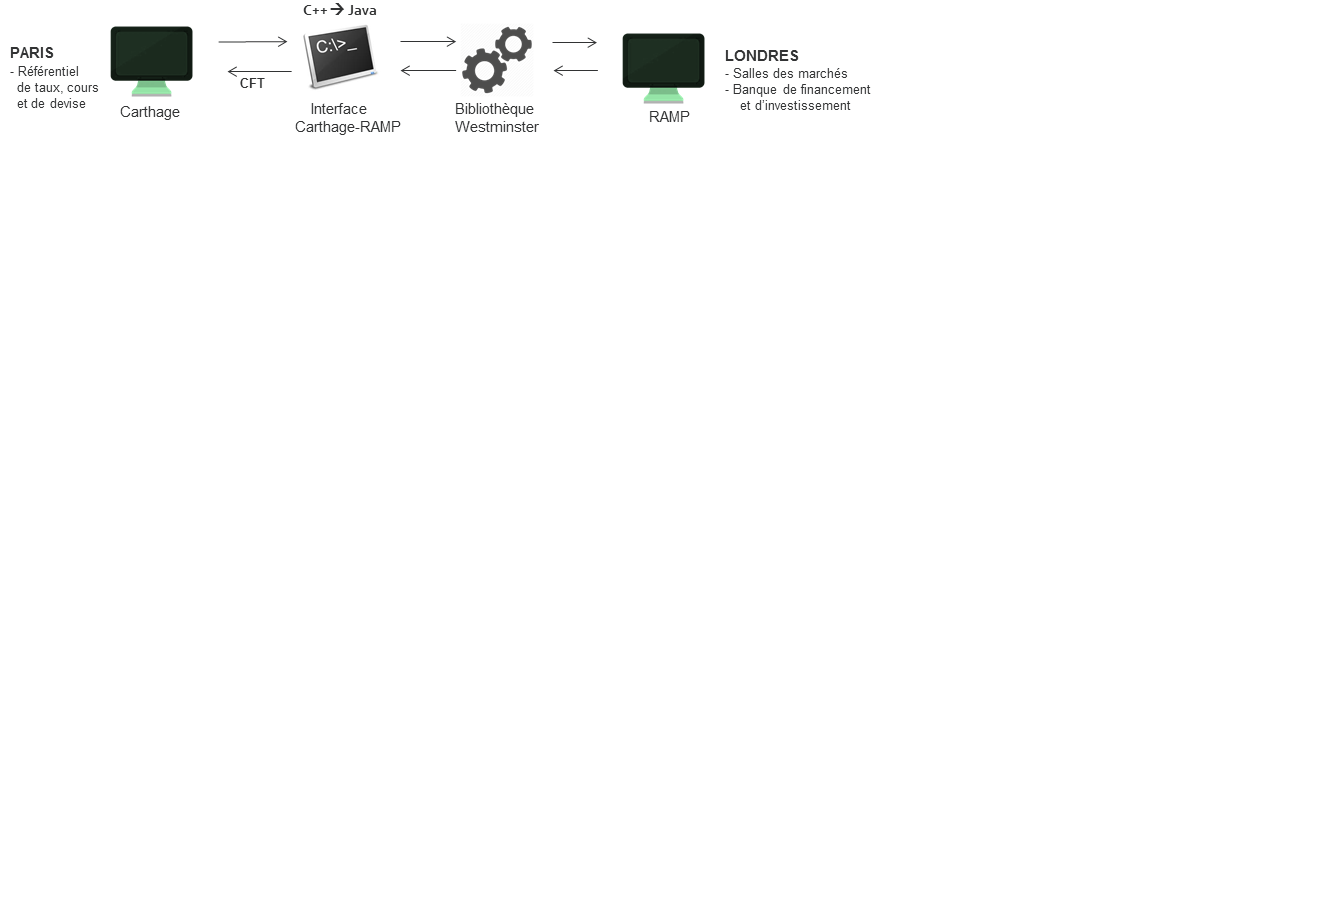 C++ → Java
PARIS
- Référentiel
de taux, cours
et de devise
Carthage
CFT
C:\>_
Interface
Carthage-RAMP
Bibliothèque
Westminster
RAMP
LONDRES
- Salles des marchés
- Banque de financement
et d'investissement